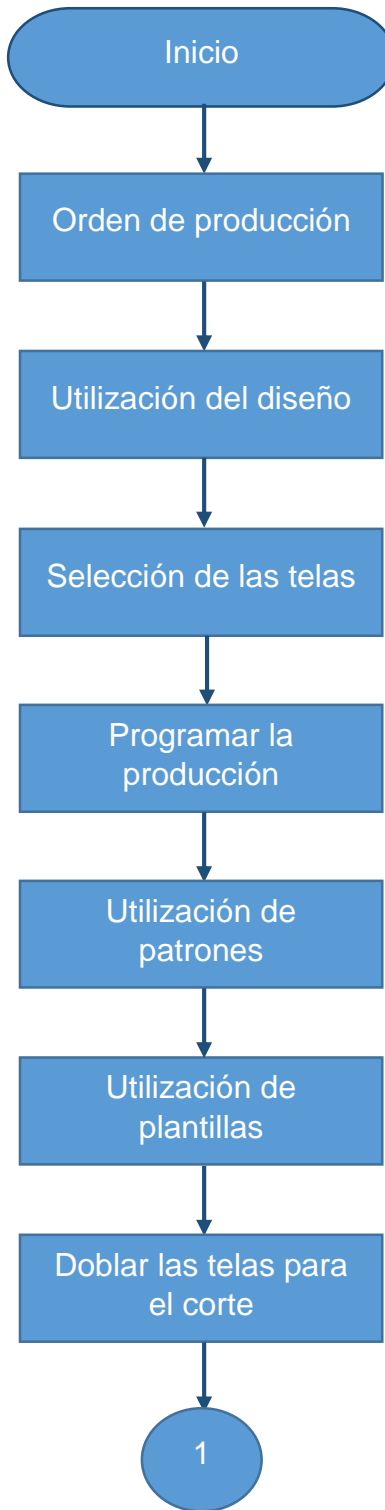 Inicio
Orden de producción
Utilización del diseño
Selección de las telas
Programar la
producción
Utilización de
patrones
Utilización de
plantillas
Doblar las telas para
el corte
1